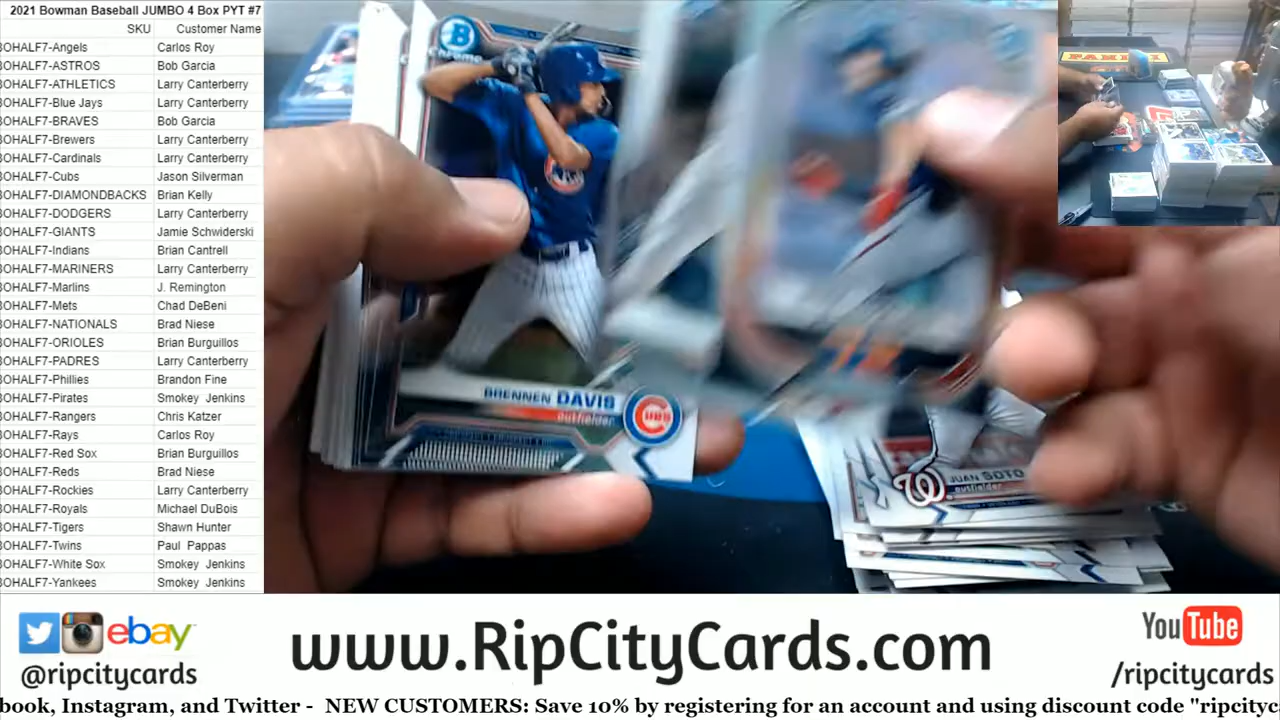 2021 Bowman Baseball JUMBO 4 Box PYT #7
SKU Customer Name
BOHALF7-Angels Carlos Roy
BOHALF7-ASTROS Bob Garcia
BOHALF7-ATHLETICS Larry Canterberry
BOHALF7-Blue Jays Larry Canterberry
BOHALF7-BRAVES Bob Garcia
BOHALF7-Brewers Larry Canterberry
BOHALF7-Cardinals Larry Canterberry
BOHALF7-Cubs Jason Silverman
BOHALF7-DIAMONDBACKS Brian Kelly
BOHALF7-DODGERS Larry Canterberry
BOHALF7-GIANTS Jamie Schwiderski
BOHALF7-Indians Brian Cantrell
BOHALF7-MARINERS Larry Canterberry
BOHALF7-Marlins J. Remington
BOHALF7-Mets Chad DeBeni
BOHALF7-NATIONALS Brad Niese
BOHALF7-ORIOLES Brian Burguillos
BOHALF7-PADRES Larry Canterberry
BOHALF7-Phillies Brandon Fine
BOHALF7-Pirates Smokey Jenkins
BOHALF7-Rangers Chris Katzer
BOHALF7-Rays Carlos Roy
BOHALF7-Red Sox Brian Burguillos
BOHALF7-Reds Brad Niese
BOHALF7-Rockies Larry Canterberry
BOHALF7-Royals Michael DuBois
BOHALF7-Tigers Shawn Hunter
BOHALF7-Twins Paul Pappas
BOHALF7-White Sox Smokey Jenkins
BOHALF7-Yankees Smokey Jenkins
B
chrome
BRENNEN DAVIS
outfielder
CUBS
PANINI
W JUAN SOTO
outfielder
ebay
@ripcitycards
www.RipCityCards.com
YouTube
/ripcitycards
book, Instagram, and Twitter - NEW CUSTOMERS: Save 10% by registering for an account and using discount code "ripcityc